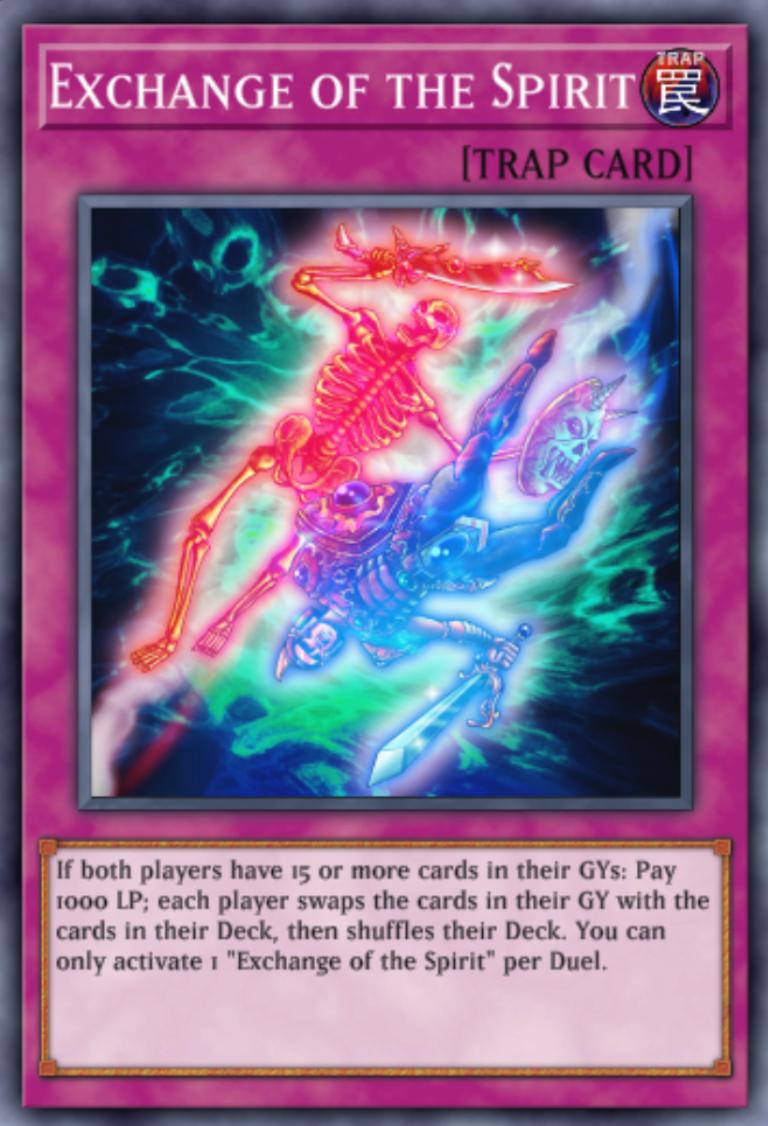 EXCHANGE OF THE SPIRIT
TRAP
罠
[TRAP CARD]
If both players have 15 or more cards in their GYs: Pay
1000 LP; each player swaps the cards in their GY with the
cards in their Deck, then shuffles their Deck. You can
only activate 1 "Exchange of the Spirit" per Duel.